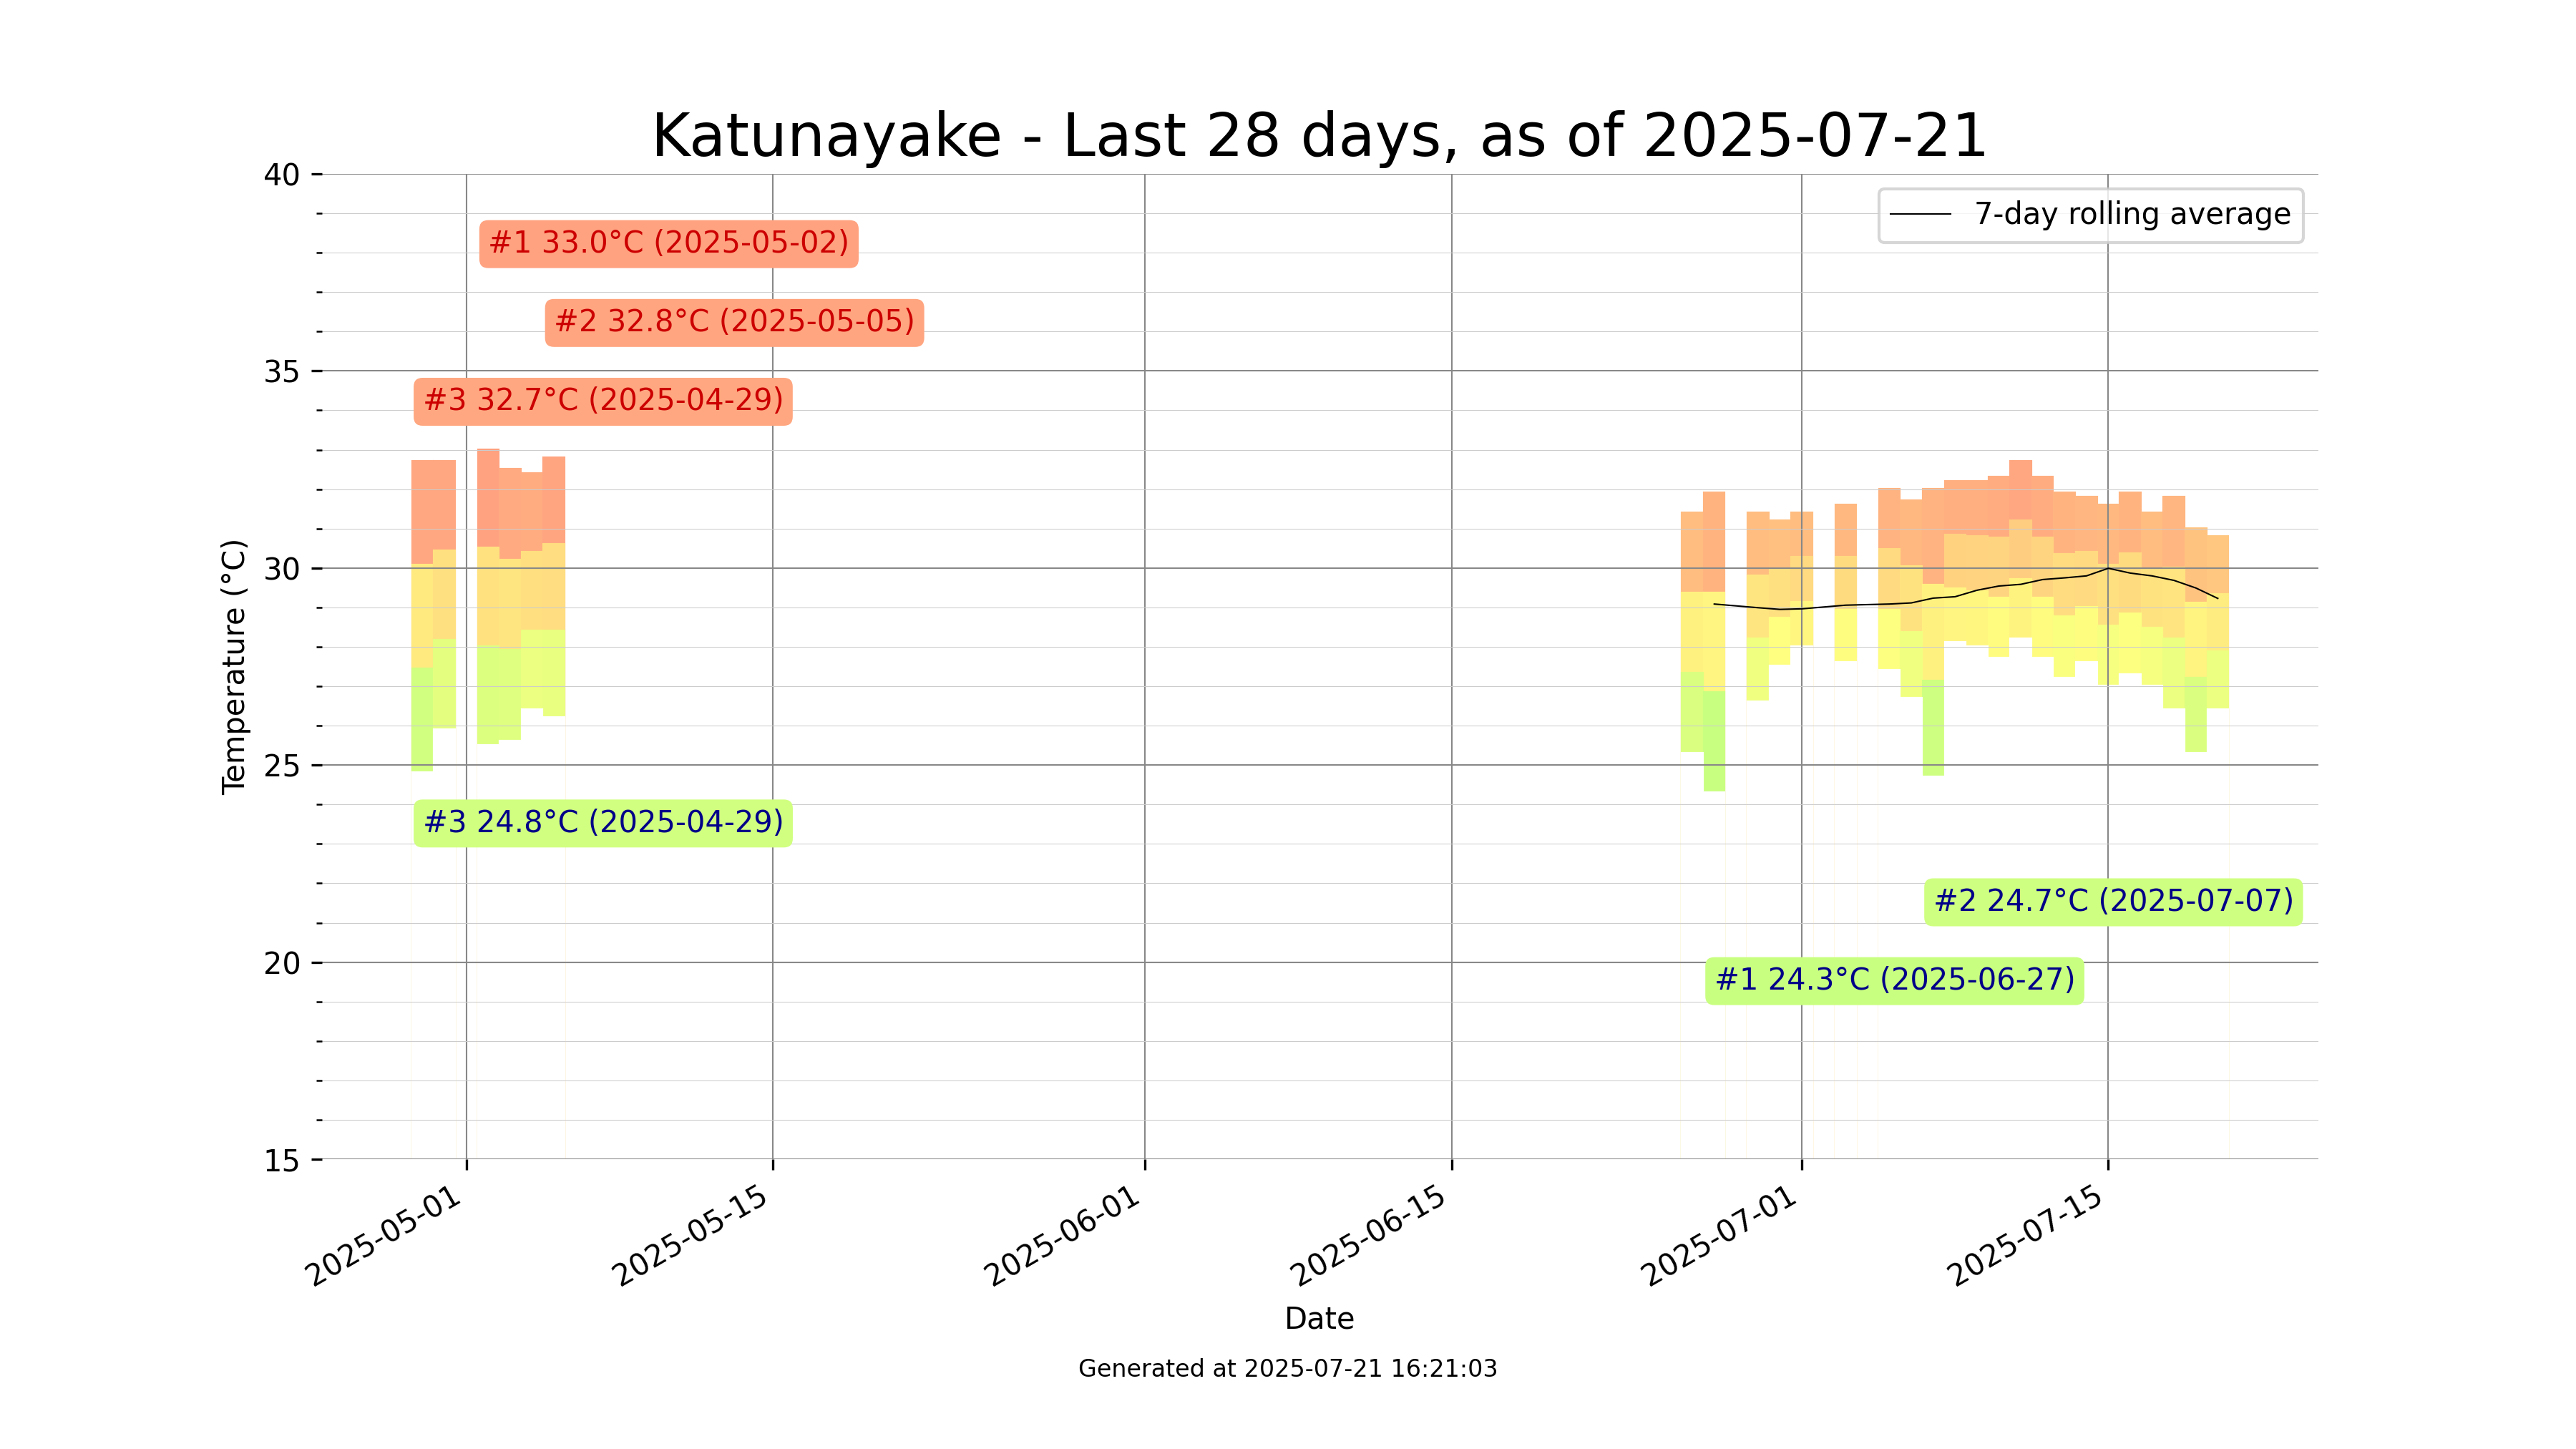 Katunayake - Last 28 days, as of 2025-07-21
7-day rolling average
#1 33.0°C (2025-05-02)
#2 32.8°C (2025-05-05)
#3 32.7°C (2025-04-29)
#3 24.8°C (2025-04-29)
#2 24.7°C (2025-07-07)
#1 24.3°C (2025-06-27)
Temperature (°C)
40
35
30
25
20
15
2025-05-01
2025-05-15
2025-06-01
2025-06-15
2025-07-01
2025-07-15
Date
Generated at 2025-07-21 16:21:03